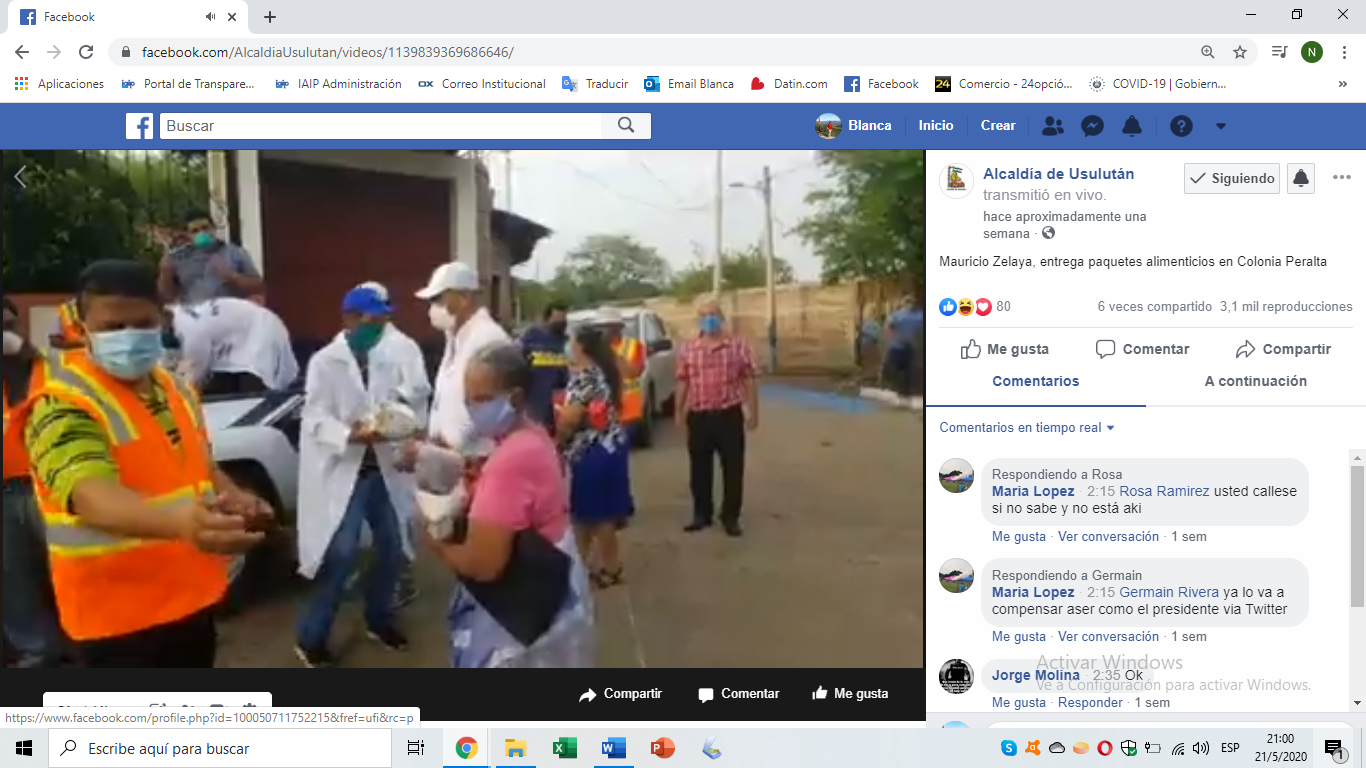 Facebook
facebook.com/AlcaldiaUsulutan/videos/1139839369686646/
N
Aplicaciones
Portal de Transpare...
IAIP Administración
Correo Institucional
Traducir
Email Blanca
Datin.com
Facebook
24
Comercio - 24opció...
COVID-19 | Gobiern...
Buscar
Blanca
Inicio
Crear
Alcaldía de Usulután
transmitió en vivo.
hace aproximadamente una
semana ·
Siguiendo
Mauricio Zelaya, entrega paquetes alimenticios en Colonia Peralta
80
6 veces compartido 3,1 mil reproducciones
Me gusta
Comentar
Compartir
Comentarios
A continuación
Comentarios en tiempo real
Respondiendo a Rosa
Maria Lopez · 2:15 Rosa Ramirez usted callese
si no sabe y no está aki
Me gusta · Ver conversación · 1 sem
Respondiendo a Germain
Maria Lopez · 2:15 Germain Rivera ya lo va a
compensar aser como el presidente via Twitter
Me gusta · Ver conversación · 1 sem
Jorge Molina · 2:35 Ok
Me gusta · Responder · 1 sem
Activar Windows
Ve a Configuración para activar Windows.
Compartir
Comentar
Me gusta
https://www.facebook.com/profile.php?id=100050711752215&fref=ufi&rc=p
Escribe aquí para buscar
ESP
21:00
21/5/2020
1